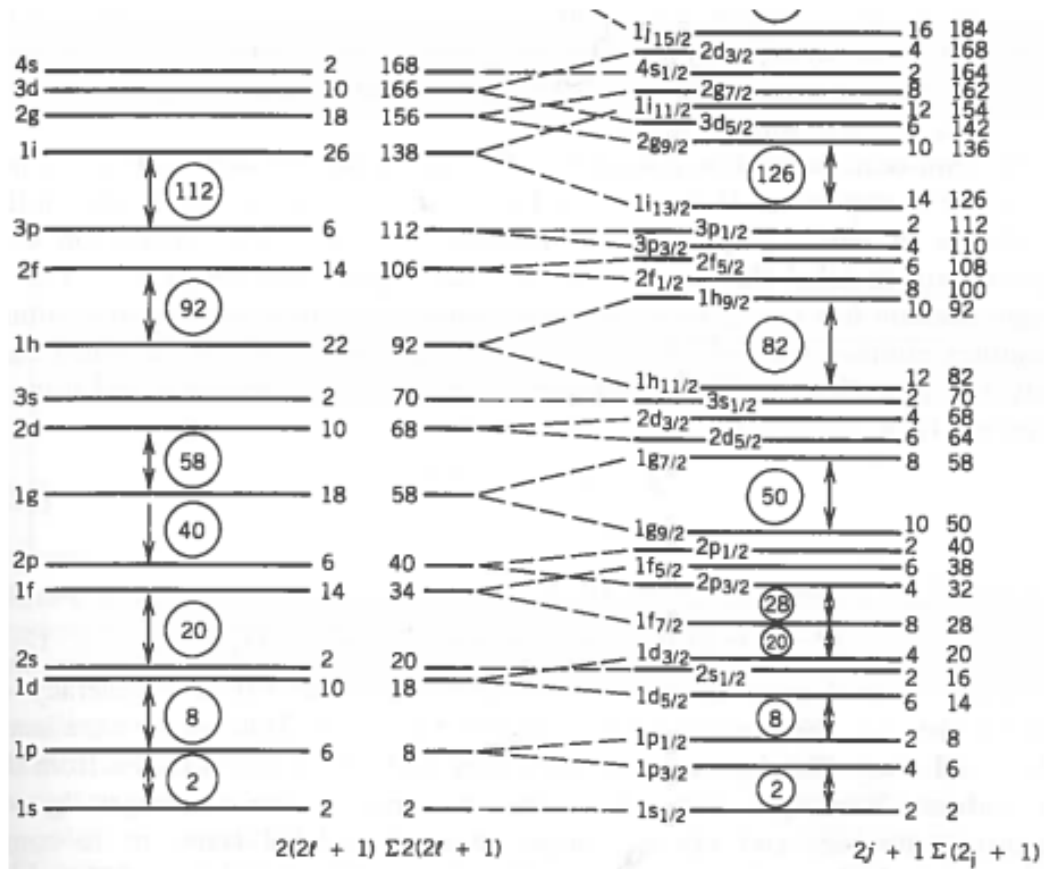 4s 2 168
3d 10 166
2g 18 156
1i 26 138
112
3p 6 112
2f 14 106
92
1h 22 92
3s 2 70
2d 10 68
58
1g 18 58
40
2p 6 40
1f 14 34
20
2s 2 20
1d 10 18
8
1p 6 8
2
1s 2 2
2(2ℓ + 1) Σ2(2ℓ + 1)
1j15/2 16 184
2d3/2 4 168
4s1/2 2 164
2g7/2 8 162
1i11/2 12 154
3d5/2 6 142
2g9/2 10 136
126
1i13/2 14 126
3p1/2 2 112
3p3/2 4 110
2f5/2 6 108
2f1/2 8 100
1h9/2 10 92
82
1h11/2 12 82
3s1/2 2 70
2d3/2 4 68
2d5/2 6 64
1g7/2 8 58
50
1g9/2 10 50
2p1/2 2 40
1f5/2 6 38
2p3/2 4 32
28
1f7/2 8 28
20
1d3/2 4 20
2s1/2 2 16
1d5/2 6 14
8
1p1/2 2 8
1p3/2 4 6
2
1s1/2 2 2
2j + 1 Σ(2j + 1)